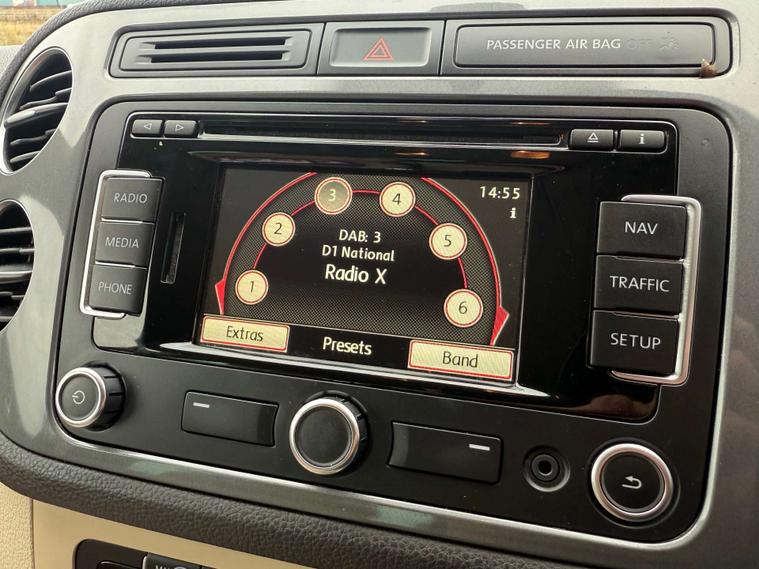 PASSENGER AIR BAG OFF
i
RADIO
MEDIA
PHONE
14:55
i
1
2
3
4
5
6
DAB: 3
D1 National
Radio X
Extras
Presets
Band
NAV
TRAFFIC
SETUP